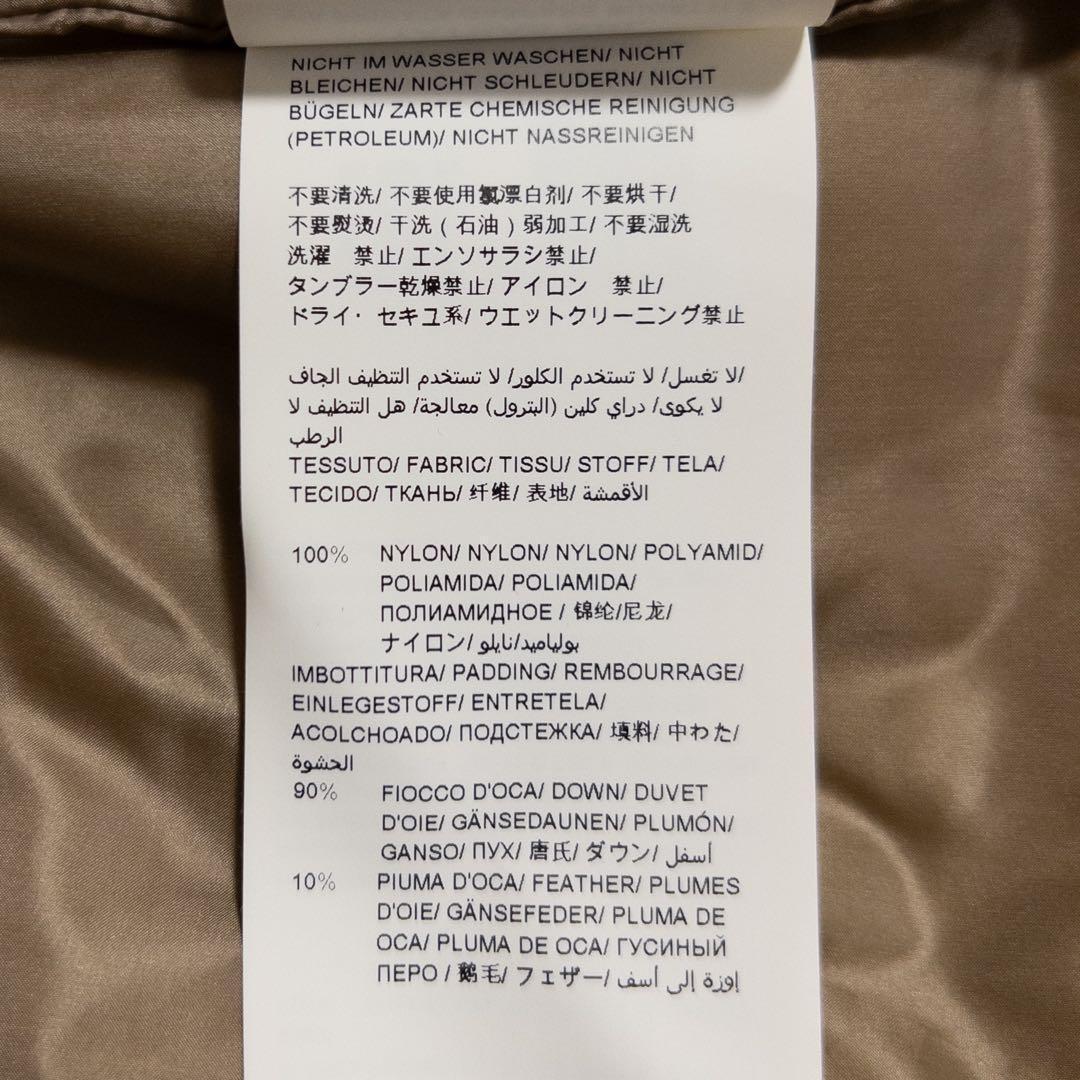 NICHT IM WASSER WASCHEN/ NICHT
BLEICHEN/ NICHT SCHLEUDERN/ NICHT
BÜGELN/ ZARTE CHEMISCHE REINIGUNG
(PETROLEUM)/ NICHT NASSREINIGEN
不要清洗/ 不要使用氯漂白剂/ 不要烘干/
不要熨烫/ 干洗 ( 石油 ) 弱加工/ 不要湿洗
洗濯　禁止/ エンソサラシ禁止/
タンブラー乾燥禁止/ アイロン　禁止/
ドライ・ セキユ系/ ウエットクリーニング禁止
/لا تغسل/ لا تستخدم الكلور/ لا تستخدم التنظيف الجاف
لا يكوى/ دراي كلين (البترول) معالجة/ هل التنظيف لا
الرطب
TESSUTO/ FABRIC/ TISSU/ STOFF/ TELA/
TECIDO/ ТКАНЬ/ 纤维/ 表地/ الأقمشة
100% NYLON/ NYLON/ NYLON/ POLYAMID/
POLIAMIDA/ POLIAMIDA/
ПОЛИАМИДНОЕ / 锦纶/尼龙/
ナイロン/ بولياميد/نايلو
IMBOTTITURA/ PADDING/ REMBOURRAGE/
EINLEGESTOFF/ ENTRETELA/
ACOLCHOADO/ ПОДСТЕЖКА/ 填料/ 中わた/
الحشوة
90% FIOCCO D'OCA/ DOWN/ DUVET
D'OIE/ GÄNSEDAUNEN/ PLUMÓN/
GANSO/ ПУХ/ 唐氏/ ダウン/ أسفل
10% PIUMA D'OCA/ FEATHER/ PLUMES
D'OIE/ GÄNSEFEDER/ PLUMA DE
OCA/ PLUMA DE OCA/ ГУСИНЫЙ
ПЕРО / 鹅毛/ フェザー/ إوزة إلى أسف